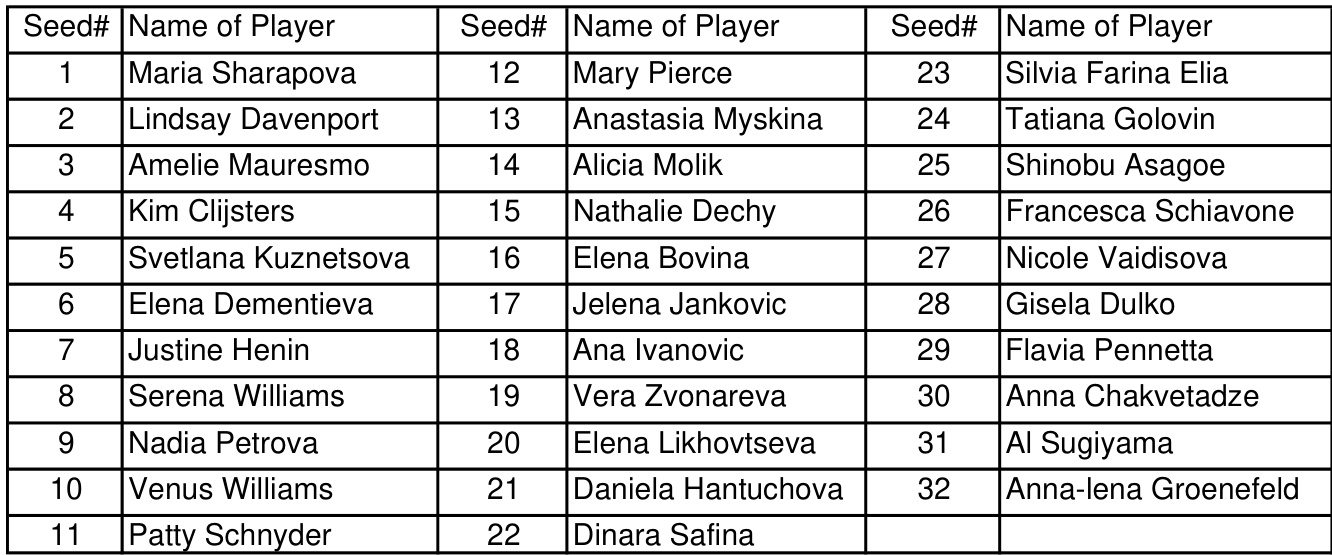 Seed# Name of Player Seed# Name of Player Seed# Name of Player
1 Maria Sharapova 12 Mary Pierce 23 Silvia Farina Elia
2 Lindsay Davenport 13 Anastasia Myskina 24 Tatiana Golovin
3 Amelie Mauresmo 14 Alicia Molik 25 Shinobu Asagoe
4 Kim Clijsters 15 Nathalie Dechy 26 Francesca Schiavone
5 Svetlana Kuznetsova 16 Elena Bovina 27 Nicole Vaidisova
6 Elena Dementieva 17 Jelena Jankovic 28 Gisela Dulko
7 Justine Henin 18 Ana Ivanovic 29 Flavia Pennetta
8 Serena Williams 19 Vera Zvonareva 30 Anna Chakvetadze
9 Nadia Petrova 20 Elena Likhovtseva 31 Al Sugiyama
10 Venus Williams 21 Daniela Hantuchova 32 Anna-lena Groenefeld
11 Patty Schnyder 22 Dinara Safina